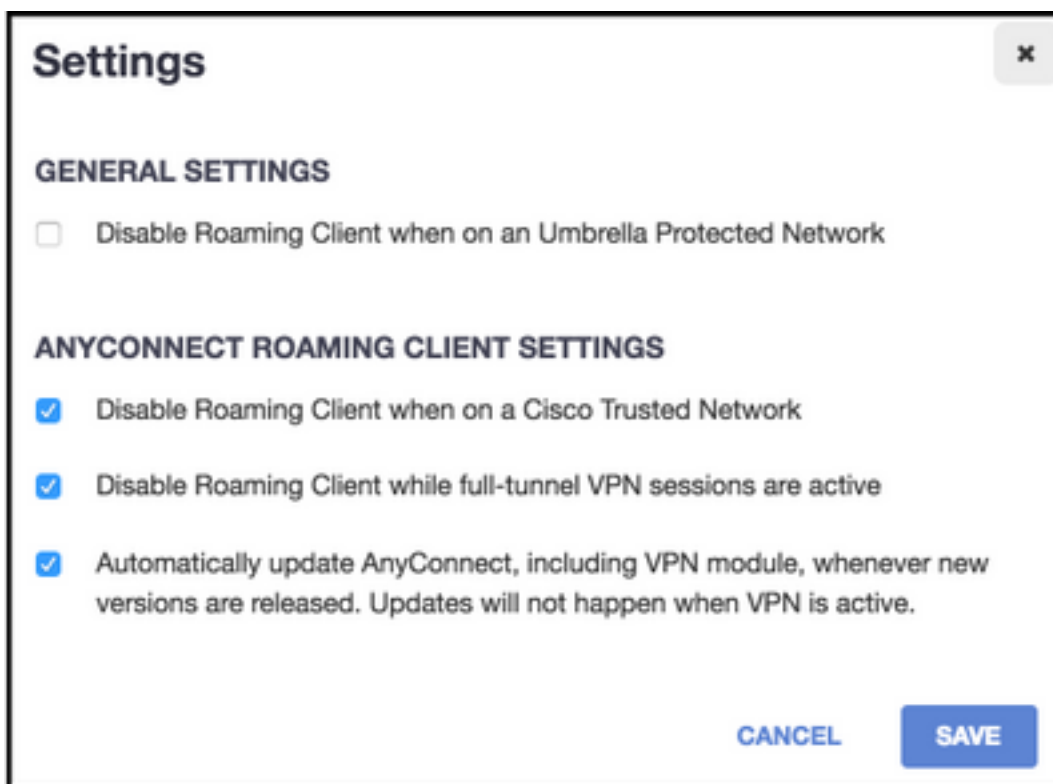 Settings
GENERAL SETTINGS
Disable Roaming Client when on an Umbrella Protected Network
ANYCONNECT ROAMING CLIENT SETTINGS
Disable Roaming Client when on a Cisco Trusted Network
Disable Roaming Client while full-tunnel VPN sessions are active
Automatically update AnyConnect, including VPN module, whenever new
versions are released. Updates will not happen when VPN is active.
CANCEL SAVE